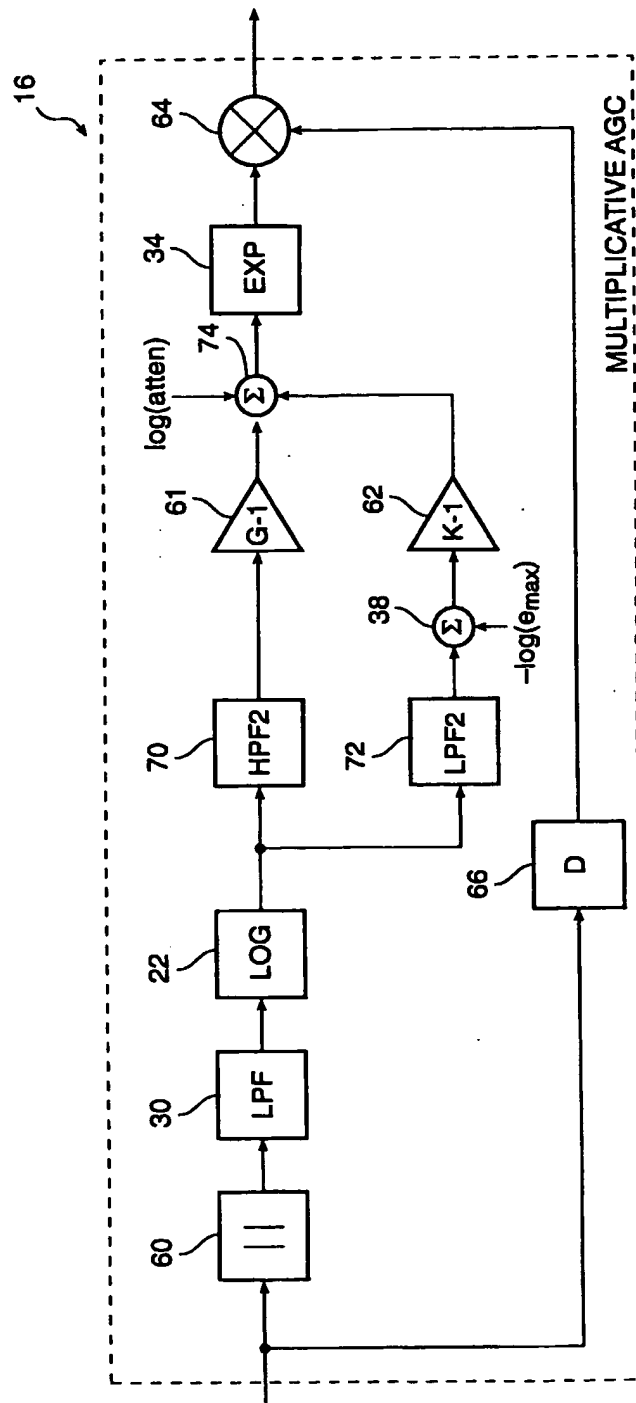 16
64
34
EXP
74
Σ
log(atten)
61
G-1
62
K-1
38
Σ
–log(emax)
70
HPF2
72
LPF2
22
LOG
30
LPF
60
| |
66
D
MULTIPLICATIVE AGC